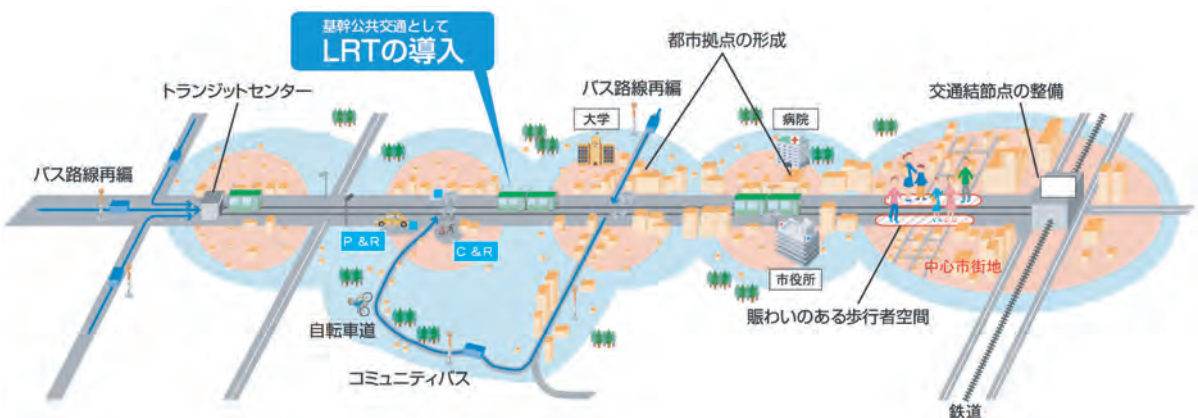 基幹公共交通として
LRTの導入
都市拠点の形成
トランジットセンター
バス路線再編
大学
病院
交通結節点の整備
バス路線再編
P &R
C &R
市役所
中心市街地
自転車道
賑わいのある歩行者空間
コミュニティバス
鉄道